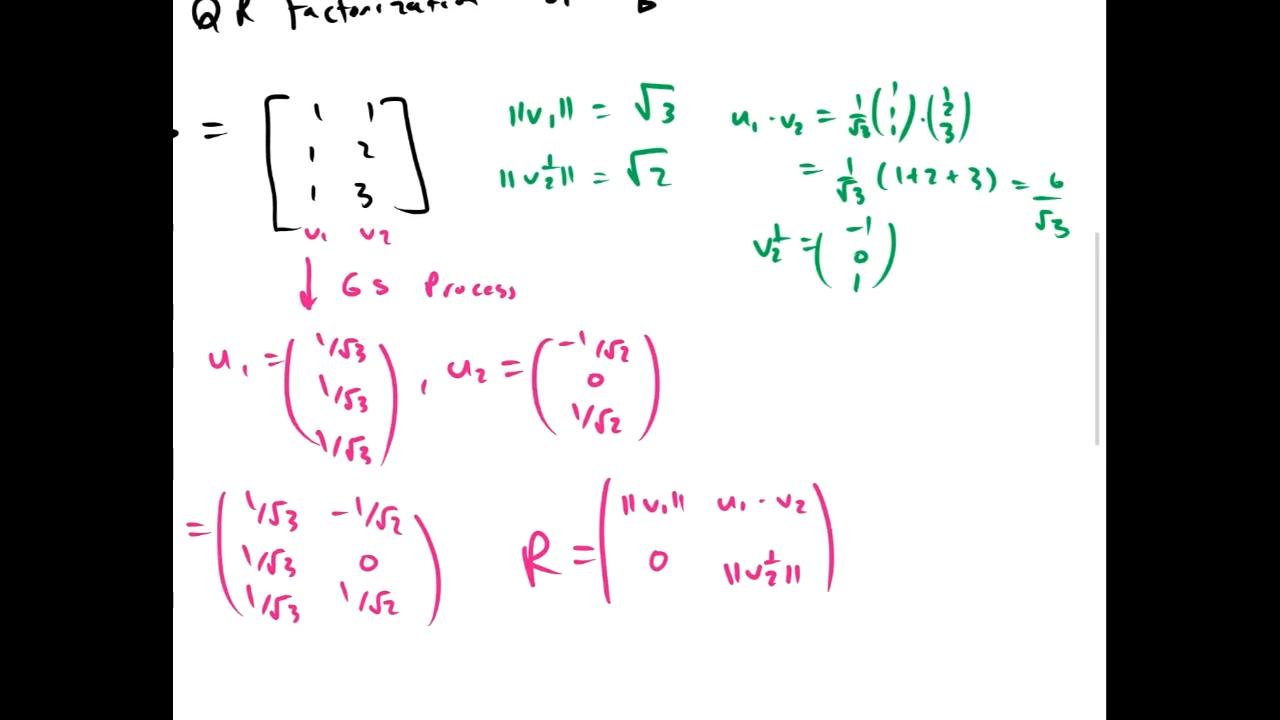 QR Factorization of B
= [ 1 1
1 2
1 3 ]
v₁ v₂
||v₁|| = √3
||v₂^⊥|| = √2
u₁ · v₂ = 1/√3 (1 1 1) · (1 2 3)
= 1/√3 (1+2+3) = 6/√3
v₂^⊥ = (-1 0 1)
↓ GS Process
u₁ = (1/√3 1/√3 1/√3) , u₂ = (-1/√2 0 1/√2)
= ( 1/√3 -1/√2
1/√3 0
1/√3 1/√2 )
R = ( ||v₁|| u₁ · v₂
0 ||v₂^⊥|| )